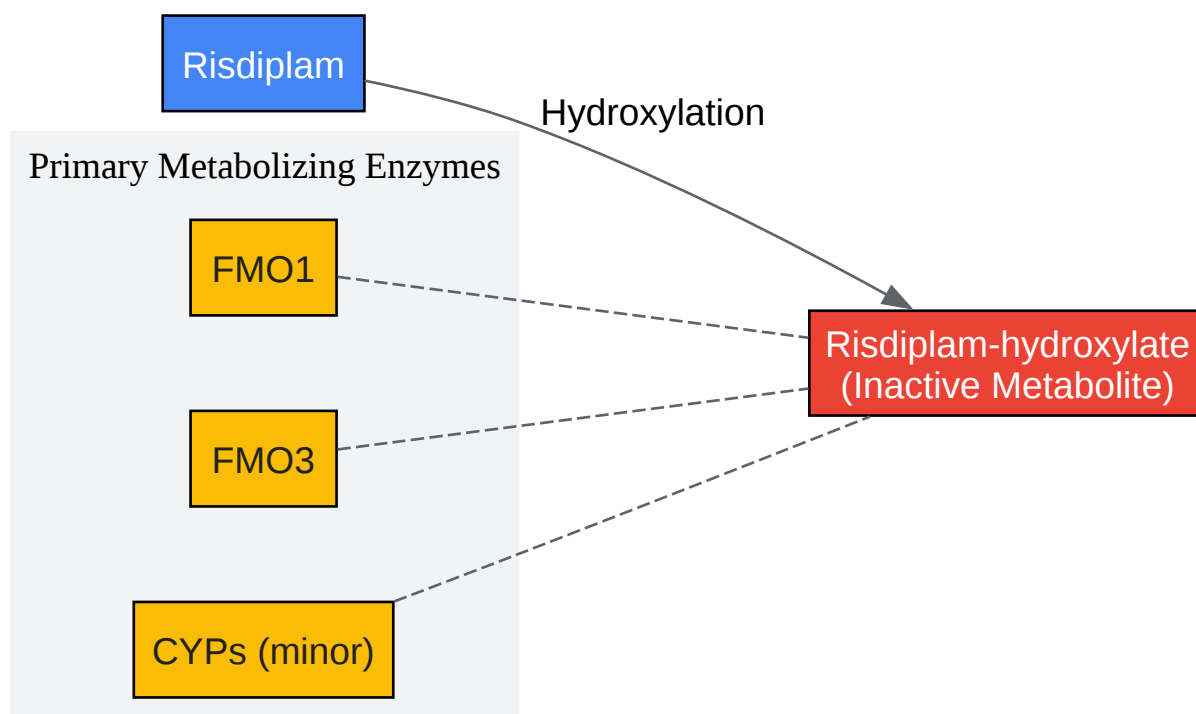 Risdiplam
Hydroxylation
Primary Metabolizing Enzymes
FMO1
Risdiplam-hydroxylate
(Inactive Metabolite)
FMO3
CYPs (minor)